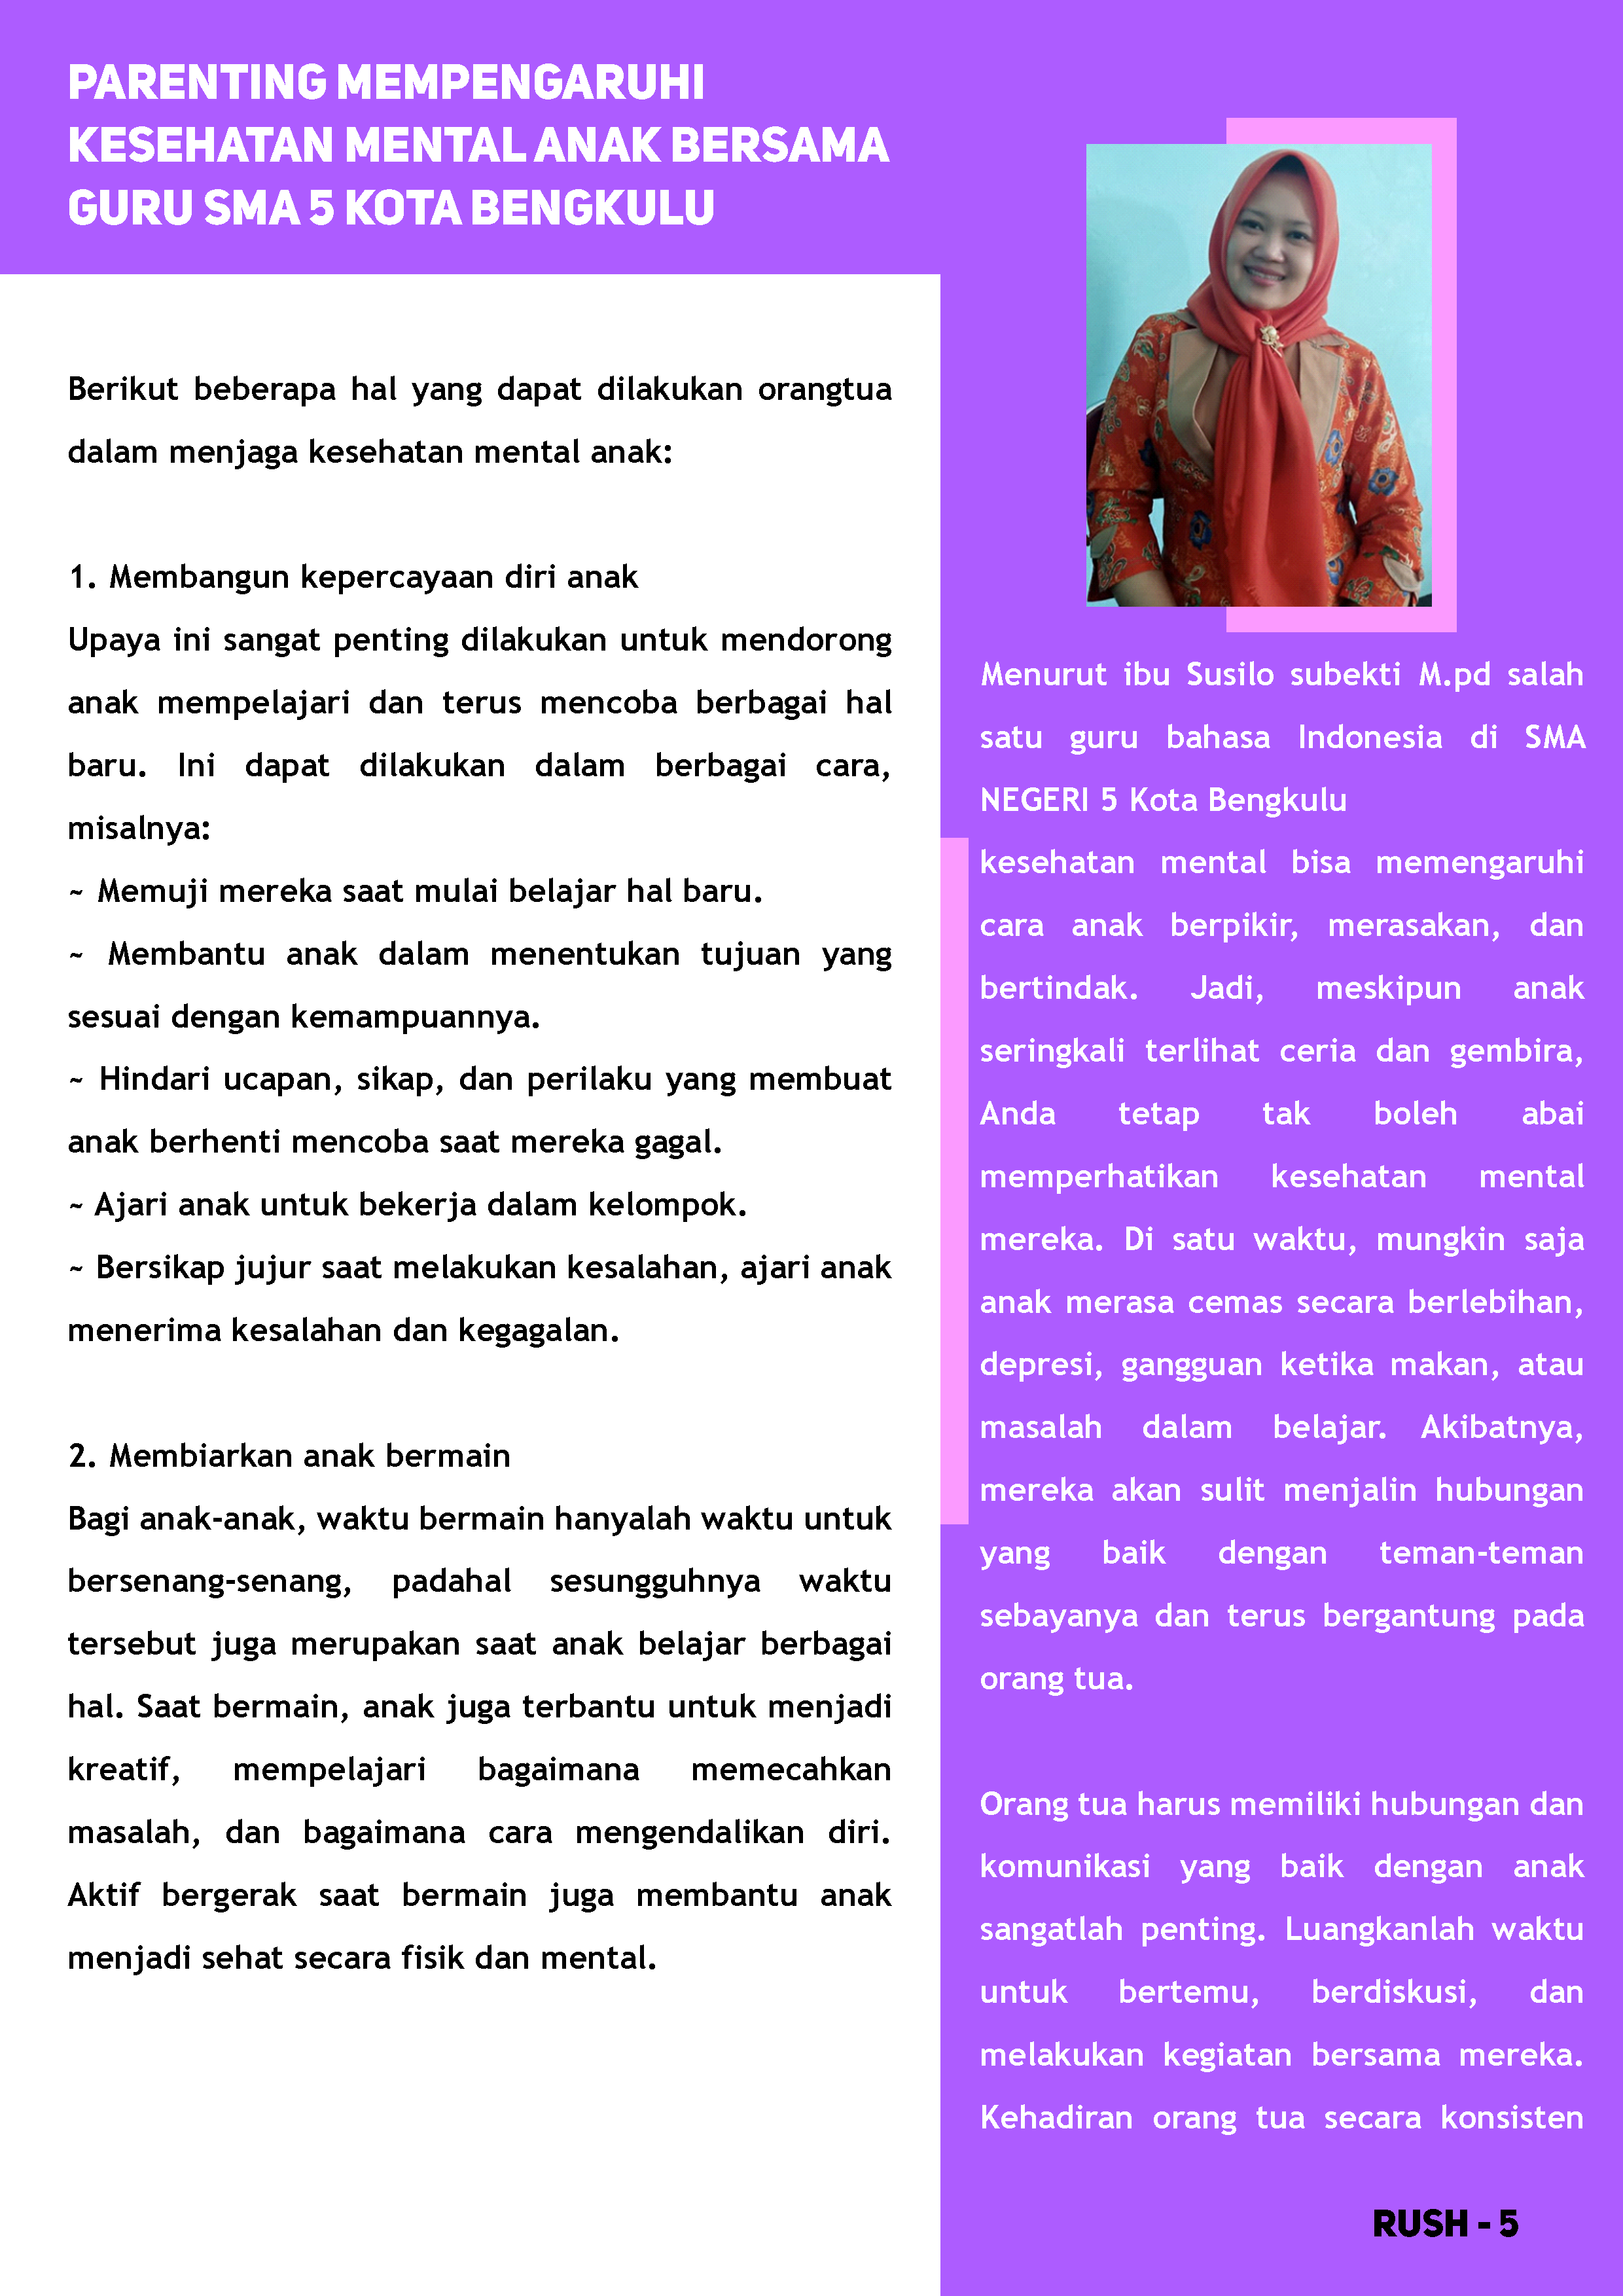 PARENTING MEMPENGARUHI
KESEHATAN MENTAL ANAK BERSAMA
GURU SMA 5 KOTA BENGKULU
Berikut beberapa hal yang dapat dilakukan orangtua
dalam menjaga kesehatan mental anak:
1. Membangun kepercayaan diri anak
Upaya ini sangat penting dilakukan untuk mendorong
anak mempelajari dan terus mencoba berbagai hal
baru. Ini dapat dilakukan dalam berbagai cara,
misalnya:
~ Memuji mereka saat mulai belajar hal baru.
~ Membantu anak dalam menentukan tujuan yang
sesuai dengan kemampuannya.
~ Hindari ucapan, sikap, dan perilaku yang membuat
anak berhenti mencoba saat mereka gagal.
~ Ajari anak untuk bekerja dalam kelompok.
~ Bersikap jujur saat melakukan kesalahan, ajari anak
menerima kesalahan dan kegagalan.
2. Membiarkan anak bermain
Bagi anak-anak, waktu bermain hanyalah waktu untuk
bersenang-senang, padahal sesungguhnya waktu
tersebut juga merupakan saat anak belajar berbagai
hal. Saat bermain, anak juga terbantu untuk menjadi
kreatif, mempelajari bagaimana memecahkan
masalah, dan bagaimana cara mengendalikan diri.
Aktif bergerak saat bermain juga membantu anak
menjadi sehat secara fisik dan mental.
Menurut ibu Susilo subekti M.pd salah
satu guru bahasa Indonesia di SMA
NEGERI 5 Kota Bengkulu
kesehatan mental bisa memengaruhi
cara anak berpikir, merasakan, dan
bertindak. Jadi, meskipun anak
seringkali terlihat ceria dan gembira,
Anda tetap tak boleh abai
memperhatikan kesehatan mental
mereka. Di satu waktu, mungkin saja
anak merasa cemas secara berlebihan,
depresi, gangguan ketika makan, atau
masalah dalam belajar. Akibatnya,
mereka akan sulit menjalin hubungan
yang baik dengan teman-teman
sebayanya dan terus bergantung pada
orang tua.
Orang tua harus memiliki hubungan dan
komunikasi yang baik dengan anak
sangatlah penting. Luangkanlah waktu
untuk bertemu, berdiskusi, dan
melakukan kegiatan bersama mereka.
Kehadiran orang tua secara konsisten
RUSH - 5